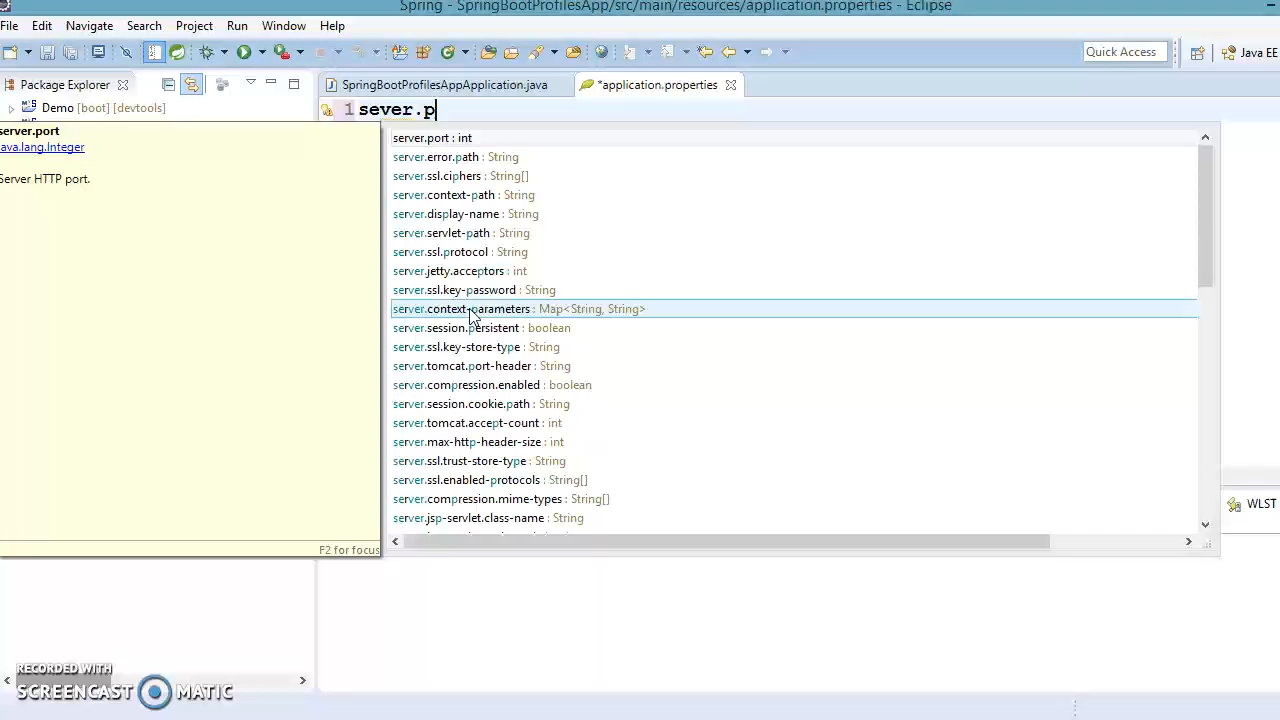 Spring - SpringBootProfilesApp/src/main/resources/application.properties - Eclipse
File Edit Navigate Search Project Run Window Help
Quick Access
Java EE
Package Explorer
SpringBootProfilesAppApplication.java
*application.properties
Demo [boot] [devtools]
1 sever.p
server.port
ava.lang.Integer
Server HTTP port.
F2 for focus
server.port : int
server.error.path : String
server.ssl.ciphers : String[]
server.context-path : String
server.display-name : String
server.servlet-path : String
server.ssl.protocol : String
server.jetty.acceptors : int
server.ssl.key-password : String
server.context-parameters : Map<String, String>
server.session.persistent : boolean
server.ssl.key-store-type : String
server.tomcat.port-header : String
server.compression.enabled : boolean
server.session.cookie.path : String
server.tomcat.accept-count : int
server.max-http-header-size : int
server.ssl.trust-store-type : String
server.ssl.enabled-protocols : String[]
server.compression.mime-types : String[]
server.jsp-servlet.class-name : String
WLST
RECORDED WITH
SCREENCAST MATIC